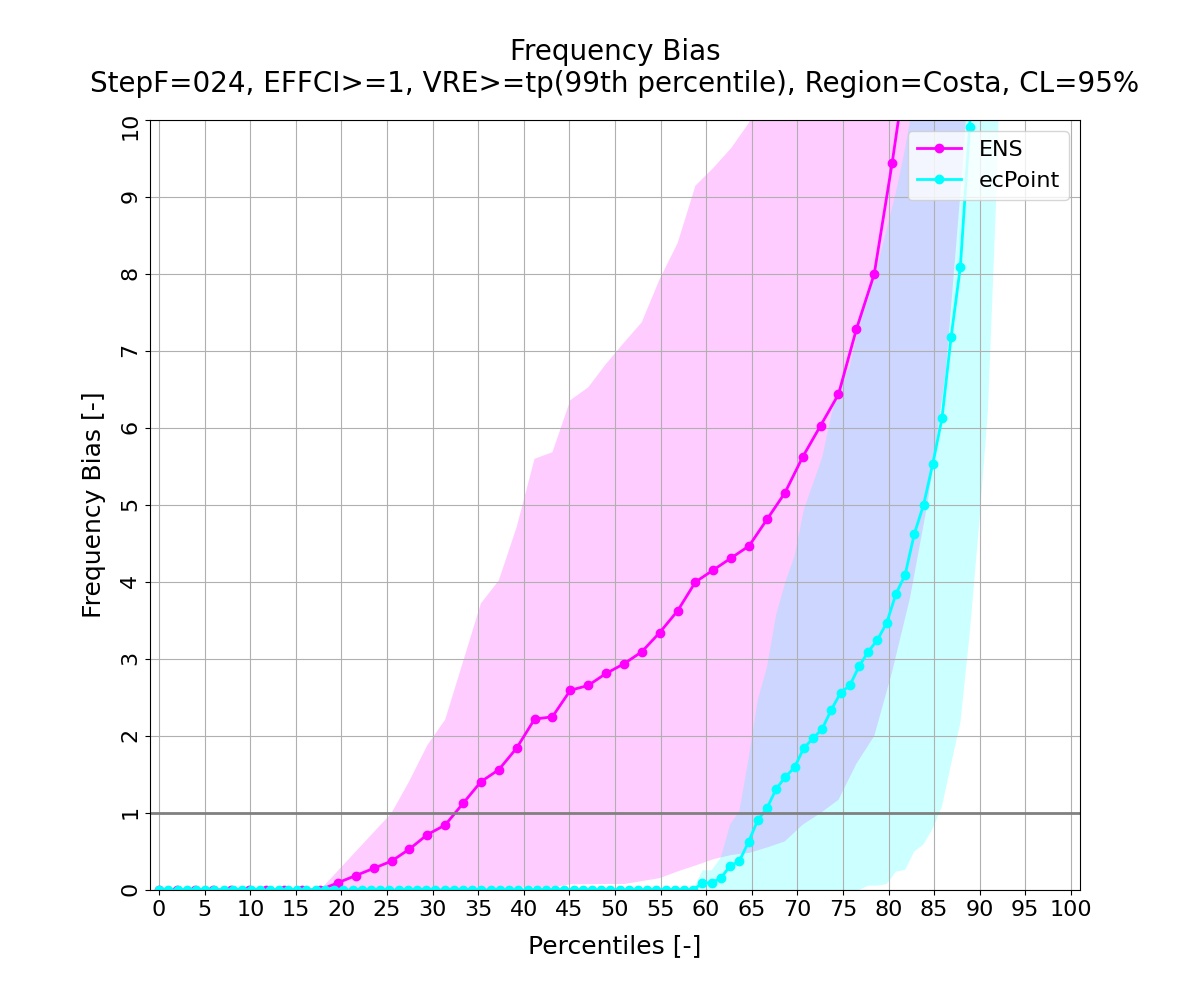 Frequency Bias
StepF=024, EFFCI>=1, VRE>=tp(99th percentile), Region=Costa, CL=95%
ENS
ecPoint
Frequency Bias [-]
10
9
8
7
6
5
4
3
2
1
0
0 5 10 15 20 25 30 35 40 45 50 55 60 65 70 75 80 85 90 95 100
Percentiles [-]